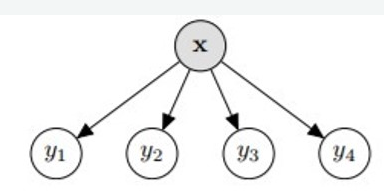 x
y₁ y₂ y₃ y₄